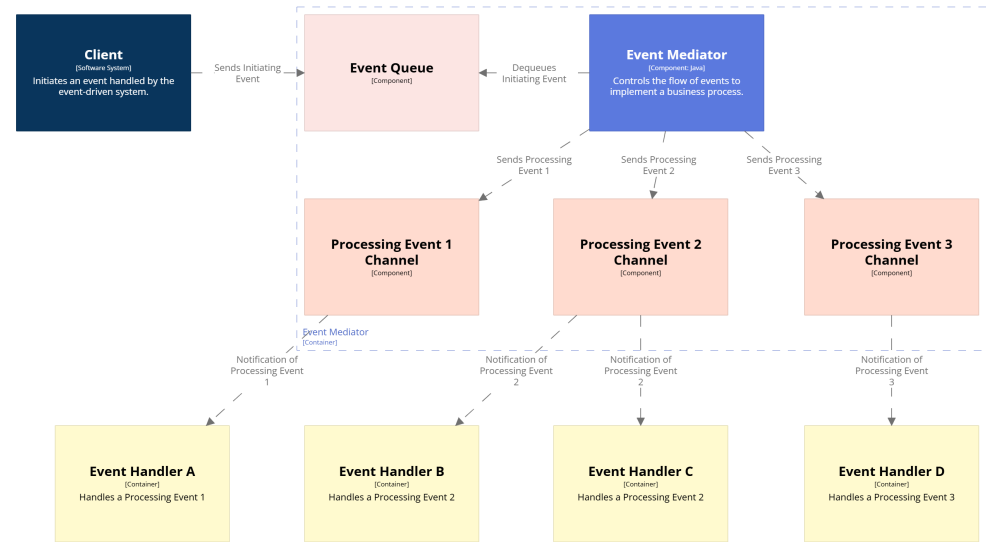 Client
[Software System]
Initiates an event handled by the
event-driven system.
Sends Initiating
Event
Event Queue
[Component]
Dequeues
Initiating Event
Event Mediator
[Component: Java]
Controls the flow of events to
implement a business process.
Sends Processing
Event 1
Sends Processing
Event 2
Sends Processing
Event 3
Processing Event 1
Channel
[Component]
Processing Event 2
Channel
[Component]
Processing Event 3
Channel
[Component]
Event Mediator
[Container]
Notification of
Processing Event
1
Notification of
Processing Event
2
Notification of
Processing Event
2
Notification of
Processing Event
3
Event Handler A
[Container]
Handles a Processing Event 1
Event Handler B
[Container]
Handles a Processing Event 2
Event Handler C
[Container]
Handles a Processing Event 2
Event Handler D
[Container]
Handles a Processing Event 3